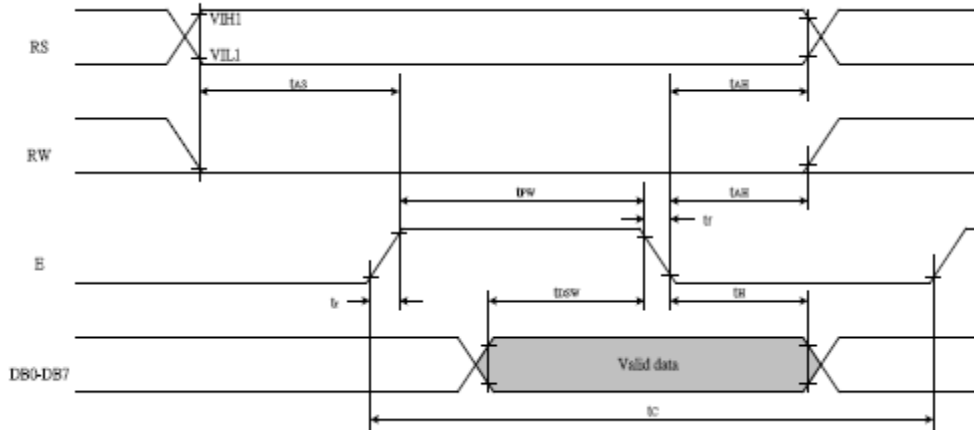 RS
VIH1
VIL1
tAS
tAH
RW
tPW
tAH
tf
E
tr
tDSW
tH
DB0-DB7
Valid data
tC